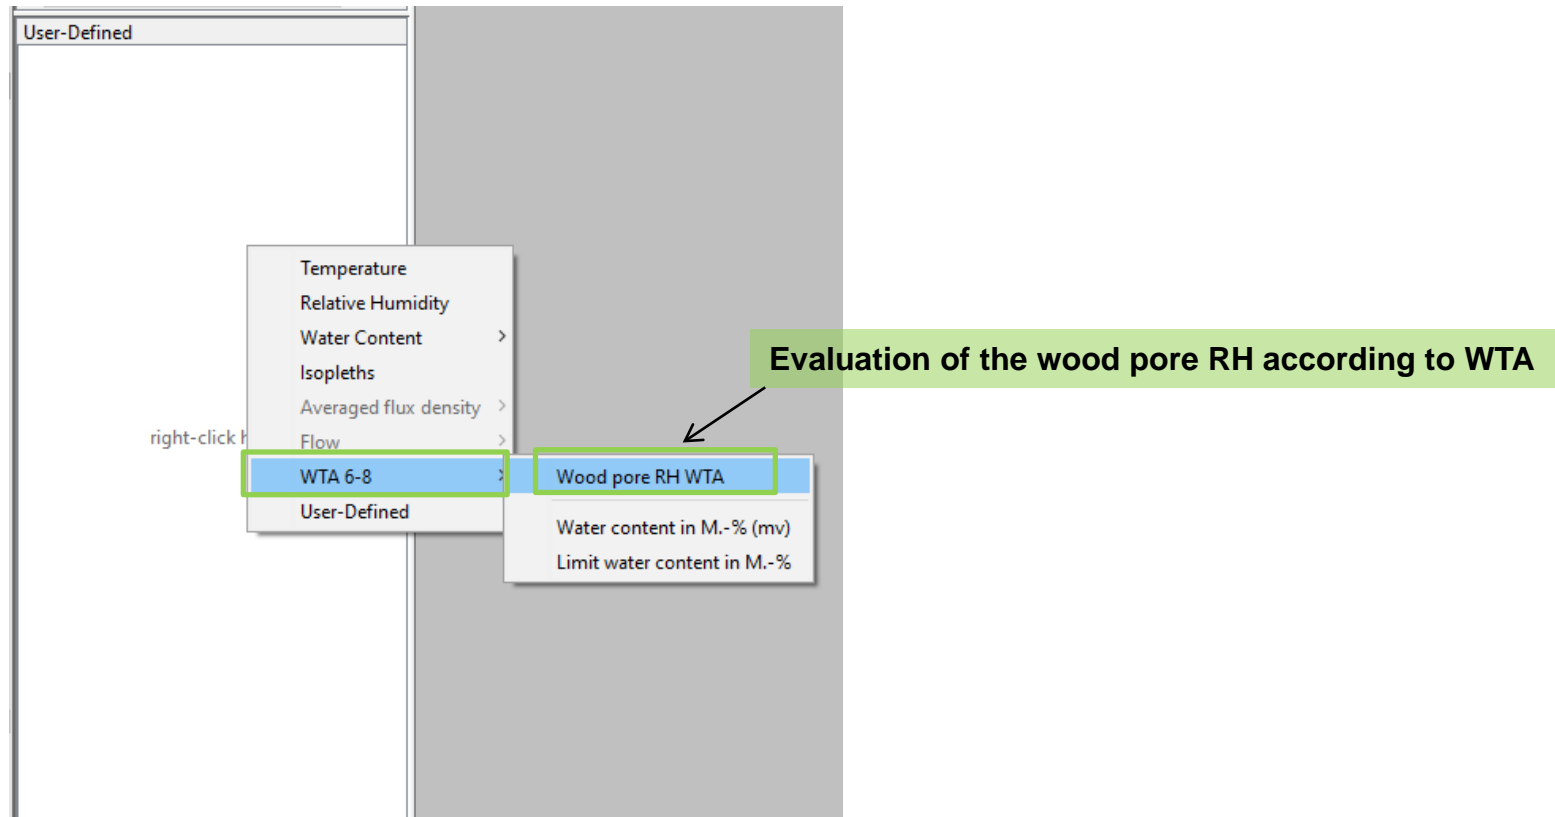 User-Defined
Temperature
Relative Humidity
Water Content
Isopleths
Averaged flux density
right-click
Flow
WTA 6-8
User-Defined
Evaluation of the wood pore RH according to WTA
Wood pore RH WTA
Water content in M.-% (mv)
Limit water content in M.-%